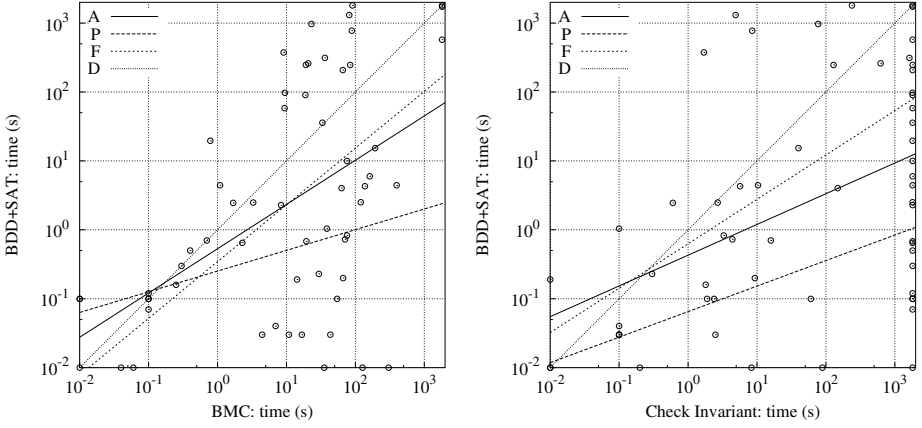 A
P
F
D
10^3
10^2
10^1
10^0
10^-1
10^-2
BDD+SAT: time (s)
10^-2 10^-1 10^0 10^1 10^2 10^3
BMC: time (s)
A
P
F
D
10^3
10^2
10^1
10^0
10^-1
10^-2
BDD+SAT: time (s)
10^-2 10^-1 10^0 10^1 10^2 10^3
Check Invariant: time (s)